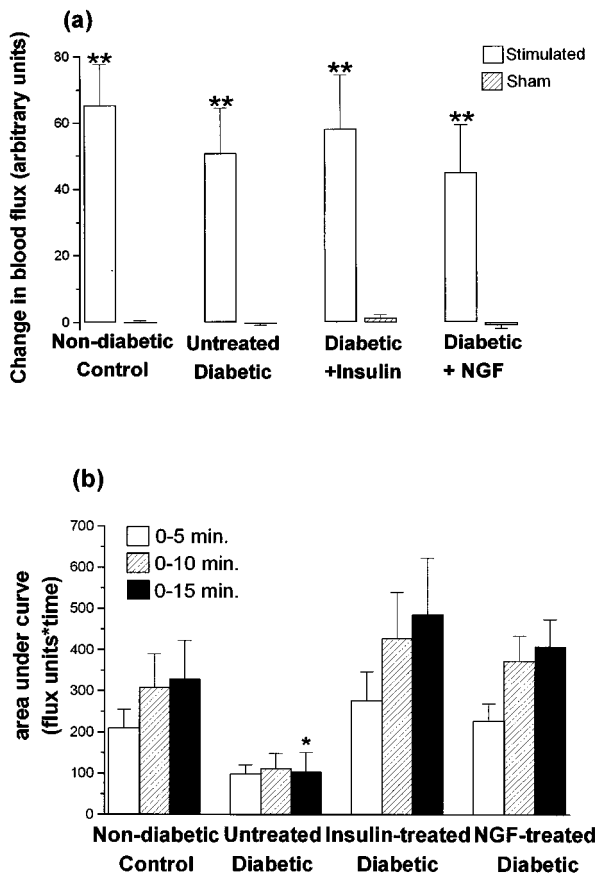 (a)
Change in blood flux (arbitrary units)
80
60
40
20
0
**
**
**
**
Stimulated
Sham
Non-diabetic
Control
Untreated
Diabetic
Diabetic
+Insulin
Diabetic
+ NGF
(b)
area under curve
(flux units*time)
700
600
500
400
300
200
100
0
0-5 min.
0-10 min.
0-15 min.
*
Non-diabetic
Control
Untreated
Diabetic
Insulin-treated
Diabetic
NGF-treated
Diabetic